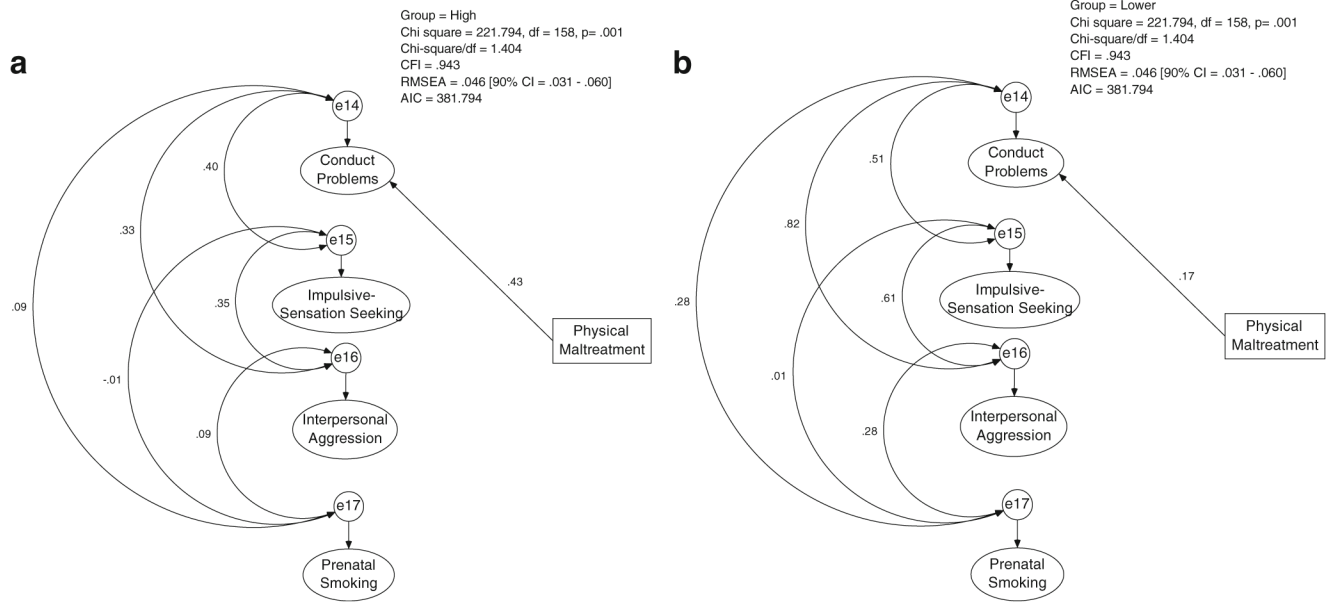 a
Group = High
Chi square = 221.794, df = 158, p= .001
Chi-square/df = 1.404
CFI = .943
RMSEA = .046 [90% CI = .031 - .060]
AIC = 381.794
e14
Conduct
Problems
.40
.33
e15
.43
.35
Impulsive-
Sensation Seeking
.09
Physical
Maltreatment
e16
-.01
Interpersonal
Aggression
.09
e17
Prenatal
Smoking
b
Group = Lower
Chi square = 221.794, df = 158, p= .001
Chi-square/df = 1.404
CFI = .943
RMSEA = .046 [90% CI = .031 - .060]
AIC = 381.794
e14
Conduct
Problems
.51
.82
e15
.17
.61
Impulsive-
Sensation Seeking
.28
Physical
Maltreatment
e16
.01
Interpersonal
Aggression
.28
e17
Prenatal
Smoking